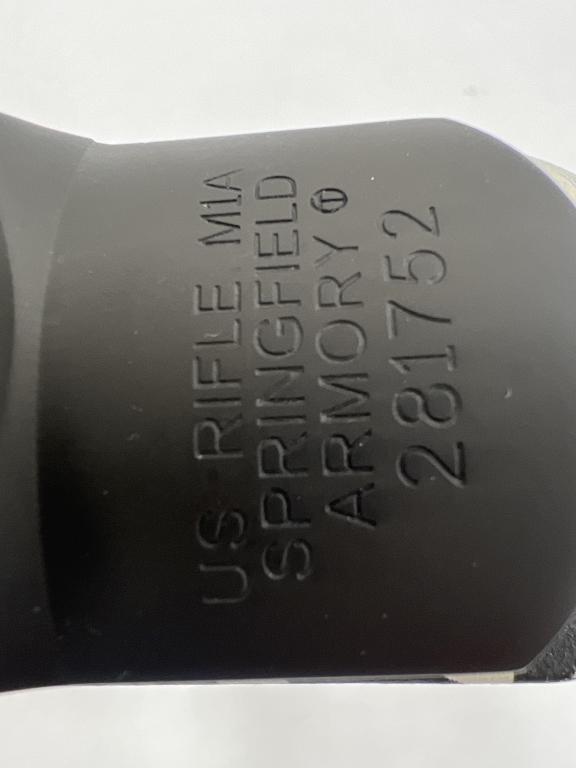 US RIFLE M1A
SPRINGFIELD
ARMORY
281752